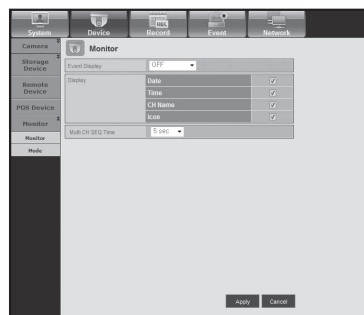 System Device Record Event Network
REC
Camera
Monitor
Storage Device
Event Display OFF
Display Date
Remote Device
Time
CH Name
POS Device
Icon
Monitor
Multi CH SEQ Time 5 sec
Monitor
Mode
Apply Cancel